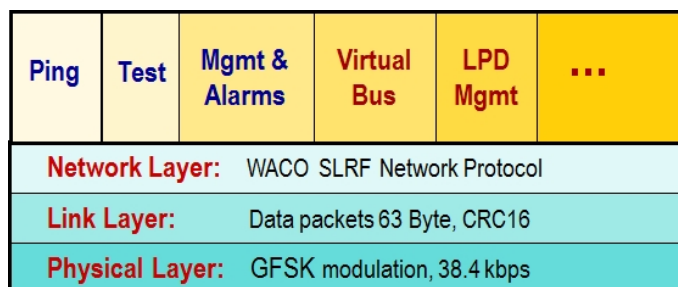 Ping
Test
Mgmt &
Alarms
Virtual
Bus
LPD
Mgmt
...
Network Layer: WACO SLRF Network Protocol
Link Layer: Data packets 63 Byte, CRC16
Physical Layer: GFSK modulation, 38.4 kbps